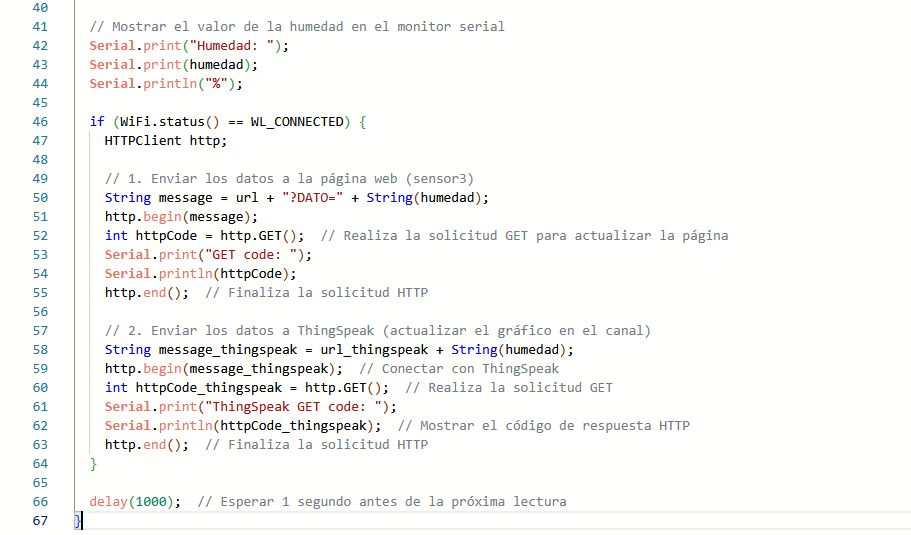 40
41 // Mostrar el valor de la humedad en el monitor serial
42 Serial.print("Humedad: ");
43 Serial.print(humedad);
44 Serial.println("%");
45
46 if (WiFi.status() == WL_CONNECTED) {
47 HTTPClient http;
48
49 // 1. Enviar los datos a la página web (sensor3)
50 String message = url + "?DATO=" + String(humedad);
51 http.begin(message);
52 int httpCode = http.GET(); // Realiza la solicitud GET para actualizar la página
53 Serial.print("GET code: ");
54 Serial.println(httpCode);
55 http.end(); // Finaliza la solicitud HTTP
56
57 // 2. Enviar los datos a ThingSpeak (actualizar el gráfico en el canal)
58 String message_thingspeak = url_thingspeak + String(humedad);
59 http.begin(message_thingspeak); // Conectar con ThingSpeak
60 int httpCode_thingspeak = http.GET(); // Realiza la solicitud GET
61 Serial.print("ThingSpeak GET code: ");
62 Serial.println(httpCode_thingspeak); // Mostrar el código de respuesta HTTP
63 http.end(); // Finaliza la solicitud HTTP
64 }
65
66 delay(1000); // Esperar 1 segundo antes de la próxima lectura
67 }